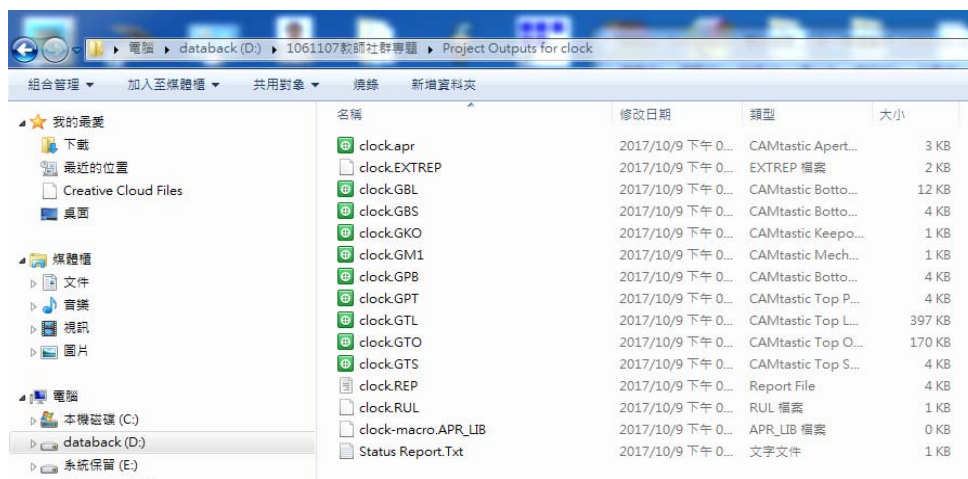 電腦 ▸ databack (D:) ▸ 1061107教師社群專題 ▸ Project Outputs for clock
組合管理 加入至媒體櫃 共用對象 燒錄 新增資料夾
我的最愛
下載
最近的位置
Creative Cloud Files
桌面
媒體櫃
文件
音樂
視訊
圖片
電腦
本機磁碟 (C:)
databack (D:)
系統保留 (E:)
名稱 修改日期 類型 大小
clock.apr 2017/10/9 下午 0... CAMtastic Apert... 3 KB
clock.EXTREP 2017/10/9 下午 0... EXTREP 檔案 2 KB
clock.GBL 2017/10/9 下午 0... CAMtastic Botto... 12 KB
clock.GBS 2017/10/9 下午 0... CAMtastic Botto... 4 KB
clock.GKO 2017/10/9 下午 0... CAMtastic Keepo... 1 KB
clock.GM1 2017/10/9 下午 0... CAMtastic Mech... 1 KB
clock.GPB 2017/10/9 下午 0... CAMtastic Botto... 4 KB
clock.GPT 2017/10/9 下午 0... CAMtastic Top P... 4 KB
clock.GTL 2017/10/9 下午 0... CAMtastic Top L... 397 KB
clock.GTO 2017/10/9 下午 0... CAMtastic Top O... 170 KB
clock.GTS 2017/10/9 下午 0... CAMtastic Top S... 4 KB
clock.REP 2017/10/9 下午 0... Report File 4 KB
clock.RUL 2017/10/9 下午 0... RUL 檔案 1 KB
clock-macro.APR_LIB 2017/10/9 下午 0... APR_LIB 檔案 0 KB
Status Report.Txt 2017/10/9 下午 0... 文字文件 1 KB